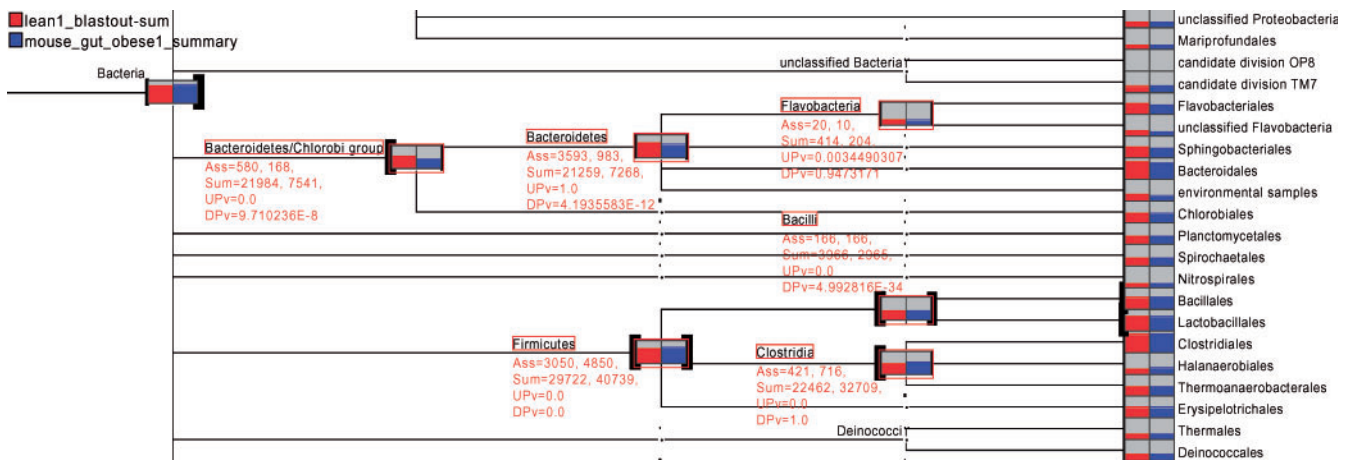 lean1_blastout-sum
mouse_gut_obese1_summary
Bacteria
unclassified Bacteria
Bacteroidetes/Chlorobi group
Ass=580, 168,
Sum=21984, 7541,
UPv=0.0
DPv=9.710236E-8
Bacteroidetes
Ass=3593, 983,
Sum=21259, 7268,
UPv=1.0
DPv=4.1935583E-12
Flavobacteria
Ass=20, 10,
Sum=414, 204,
UPv=0.0034490307
DPv=0.9473171
Bacilli
Ass=166, 166,
Sum=3966, 2965,
UPv=0.0
DPv=4.992816E-34
Firmicutes
Ass=3050, 4850,
Sum=29722, 40739,
UPv=0.0
DPv=0.0
Clostridia
Ass=421, 716,
Sum=22462, 32709,
UPv=0.0
DPv=1.0
Deinococci
unclassified Proteobacteria
Mariprofundales
candidate division OP8
candidate division TM7
Flavobacteriales
unclassified Flavobacteria
Sphingobacteriales
Bacteroidales
environmental samples
Chlorobiales
Planctomycetales
Spirochaetales
Nitrospirales
Bacillales
Lactobacillales
Clostridiales
Halanaerobiales
Thermoanaerobacterales
Erysipelotrichales
Thermales
Deinococcales